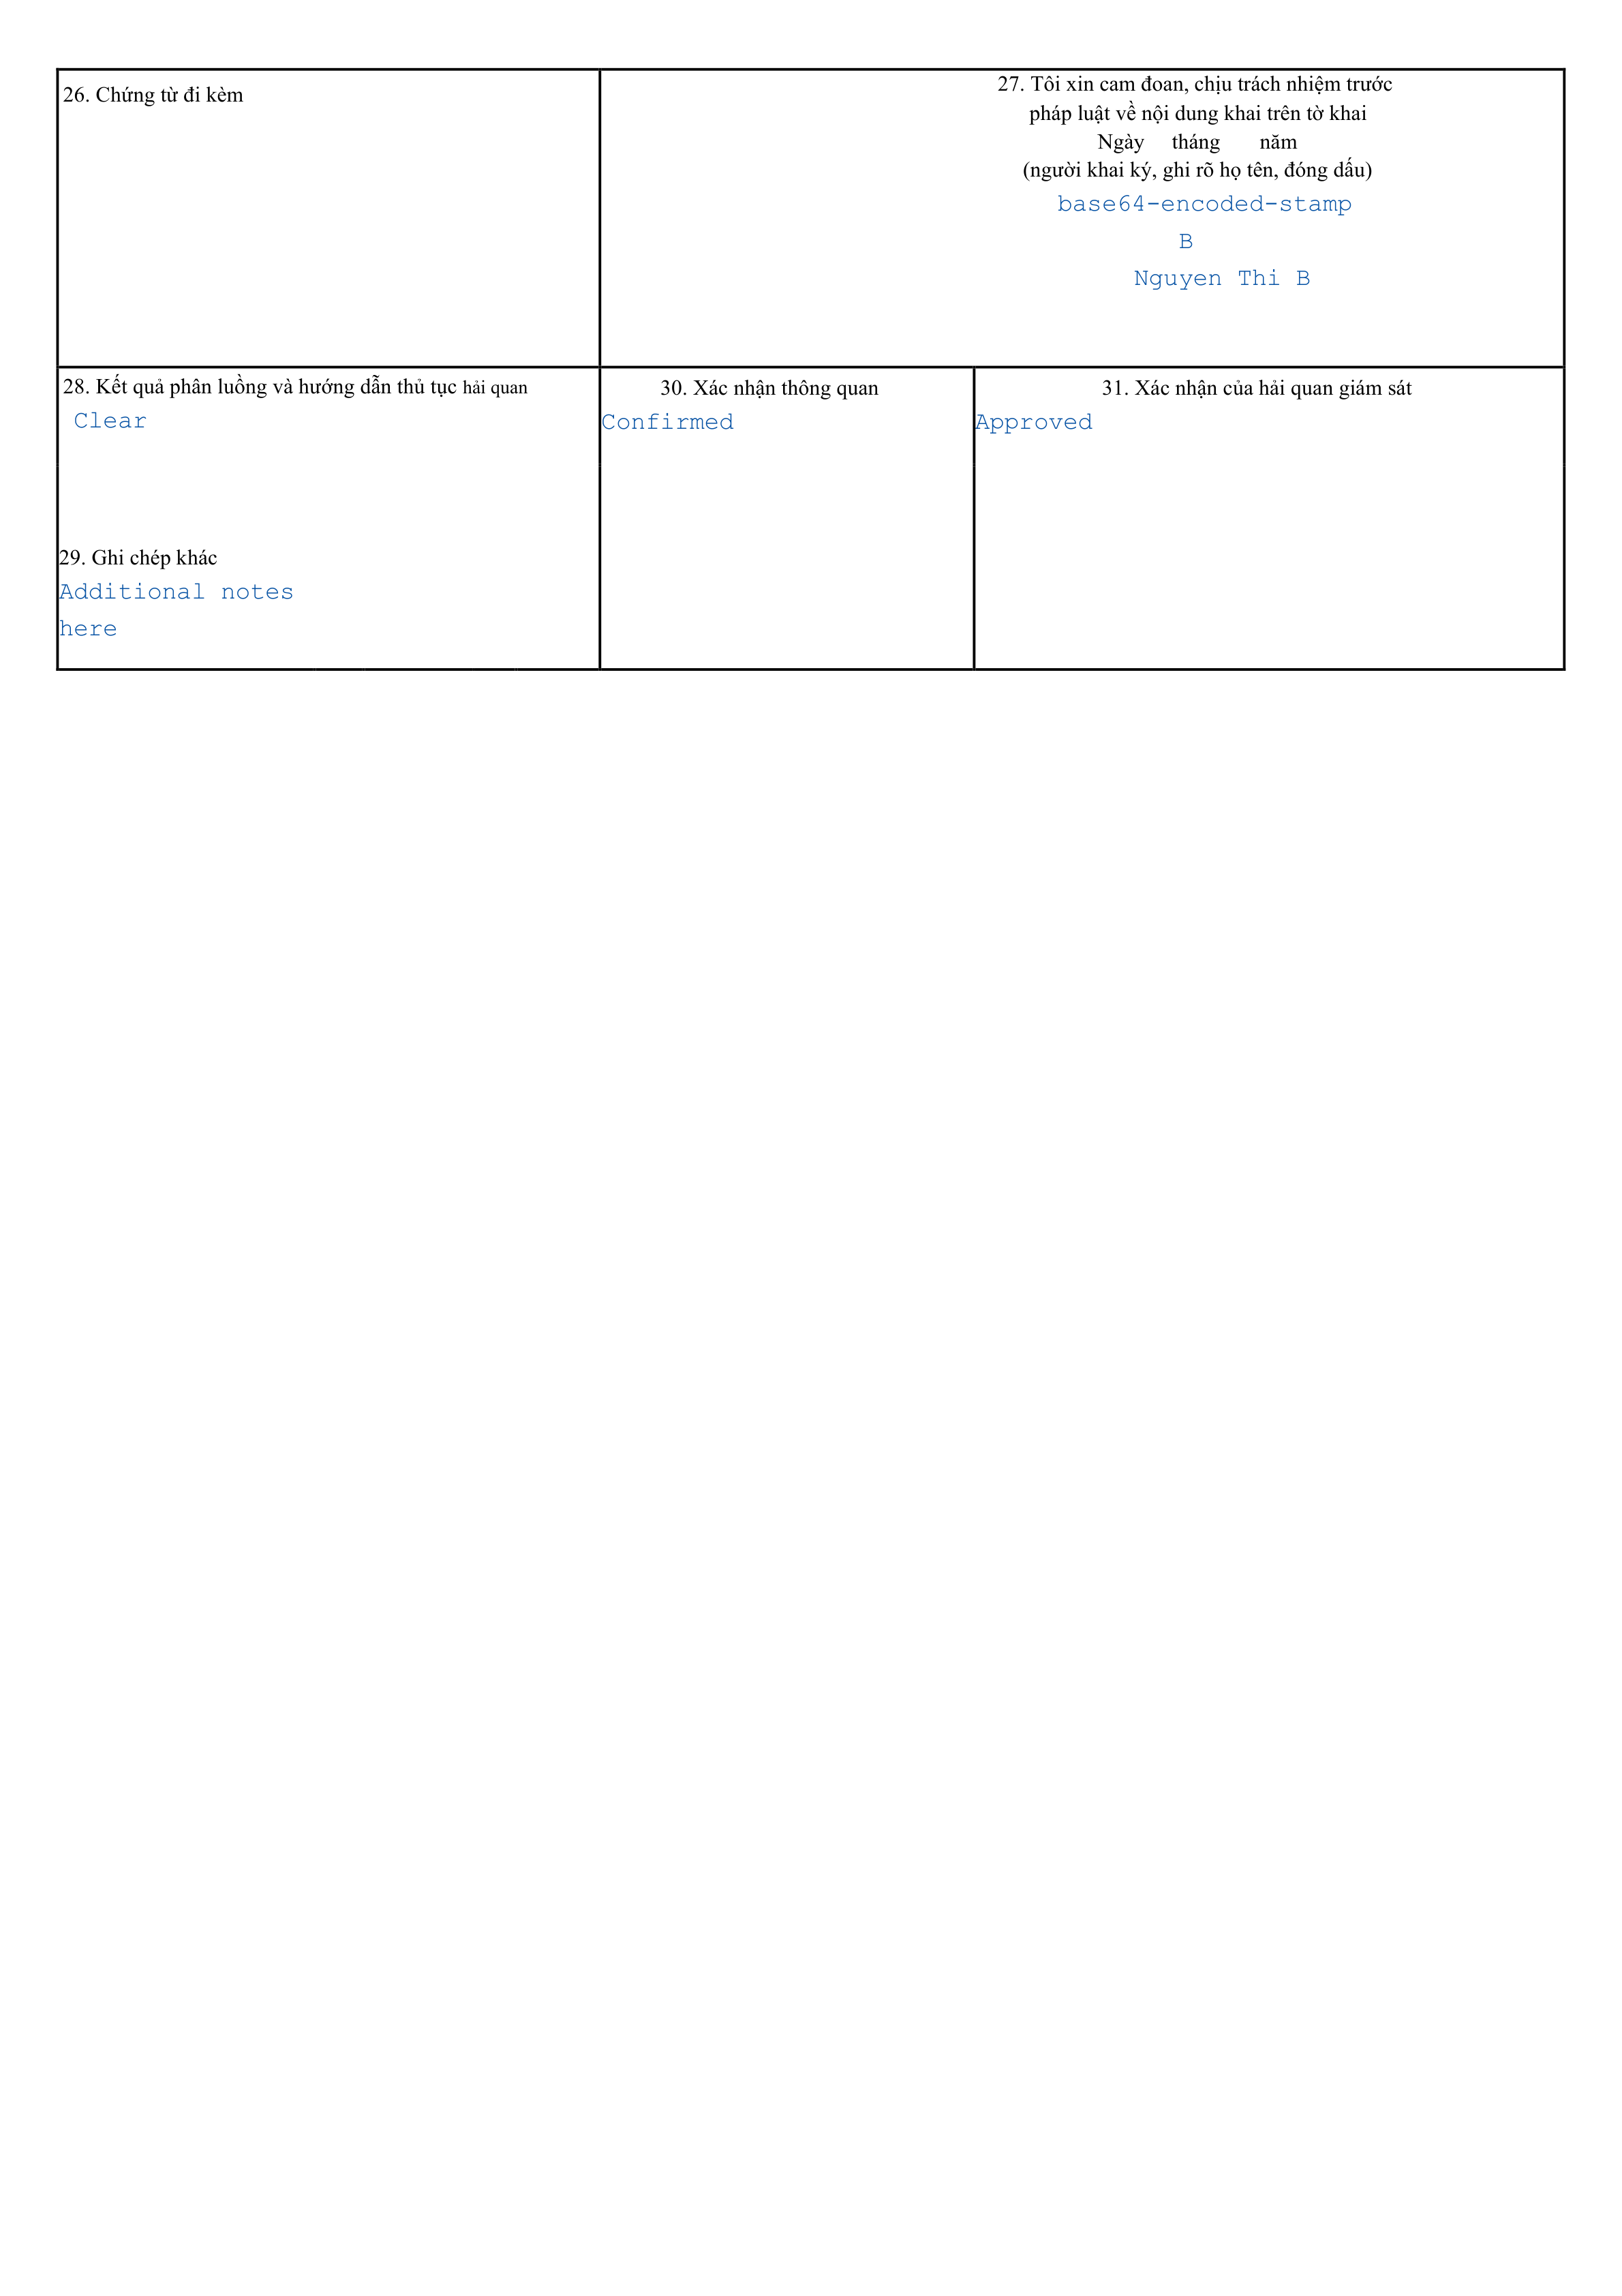 26. Chứng từ đi kèm
27. Tôi xin cam đoan, chịu trách nhiệm trước
pháp luật về nội dung khai trên tờ khai
Ngày tháng năm
(người khai ký, ghi rõ họ tên, đóng dấu)
base64-encoded-stamp
B
Nguyen Thi B
28. Kết quả phân luồng và hướng dẫn thủ tục hải quan
Clear
29. Ghi chép khác
Additional notes
here
30. Xác nhận thông quan
Confirmed
31. Xác nhận của hải quan giám sát
Approved